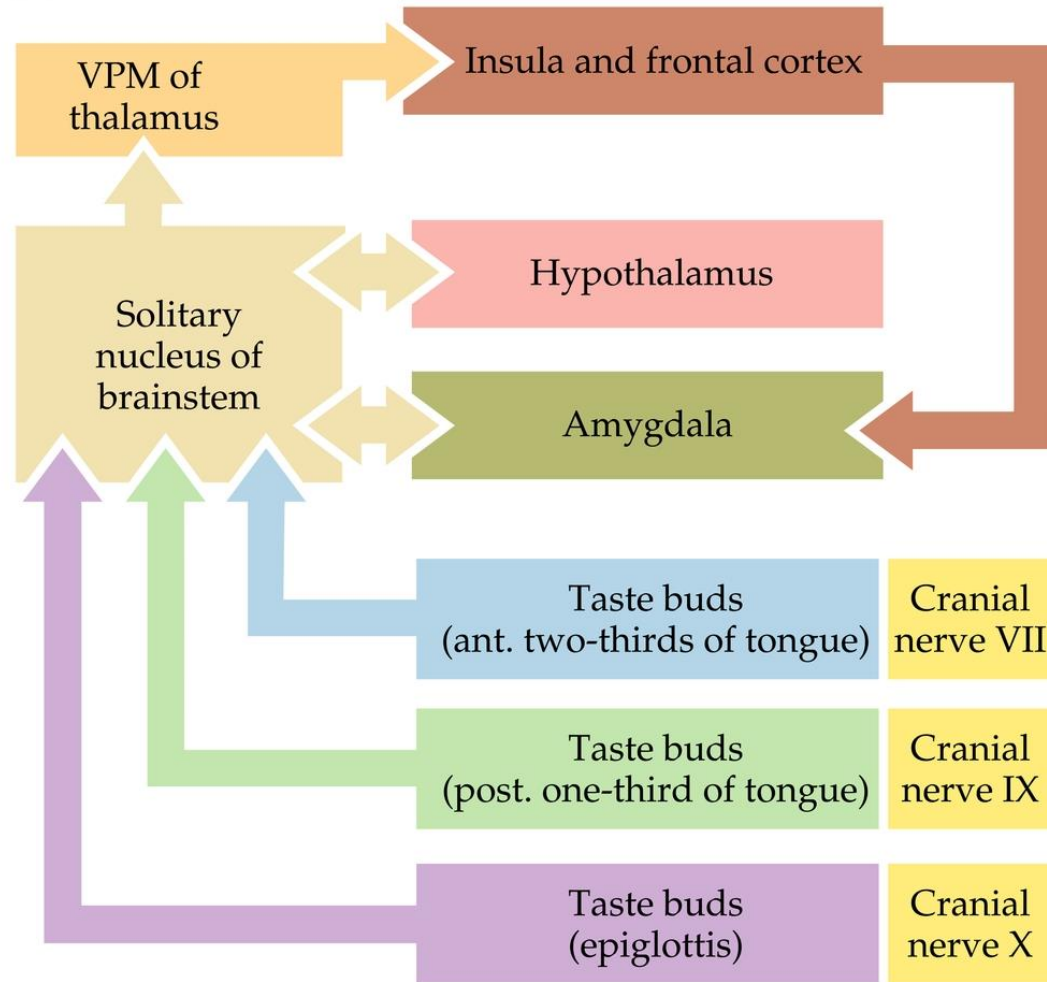 VPM of
thalamus
Insula and frontal cortex
Hypothalamus
Solitary
nucleus of
brainstem
Amygdala
Taste buds
(ant. two-thirds of tongue)
Cranial
nerve VII
Taste buds
(post. one-third of tongue)
Cranial
nerve IX
Taste buds
(epiglottis)
Cranial
nerve X